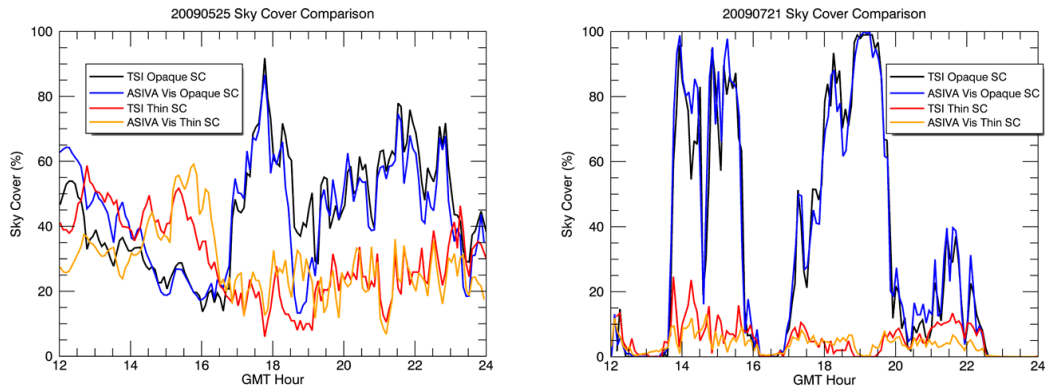 20090525 Sky Cover Comparison
100
80
60
40
20
0
Sky Cover (%)
TSI Opaque SC
ASIVA Vis Opaque SC
TSI Thin SC
ASIVA Vis Thin SC
12 14 16 18 20 22 24
GMT Hour
20090721 Sky Cover Comparison
100
80
60
40
20
0
Sky Cover (%)
TSI Opaque SC
ASIVA Vis Opaque SC
TSI Thin SC
ASIVA Vis Thin SC
12 14 16 18 20 22 24
GMT Hour